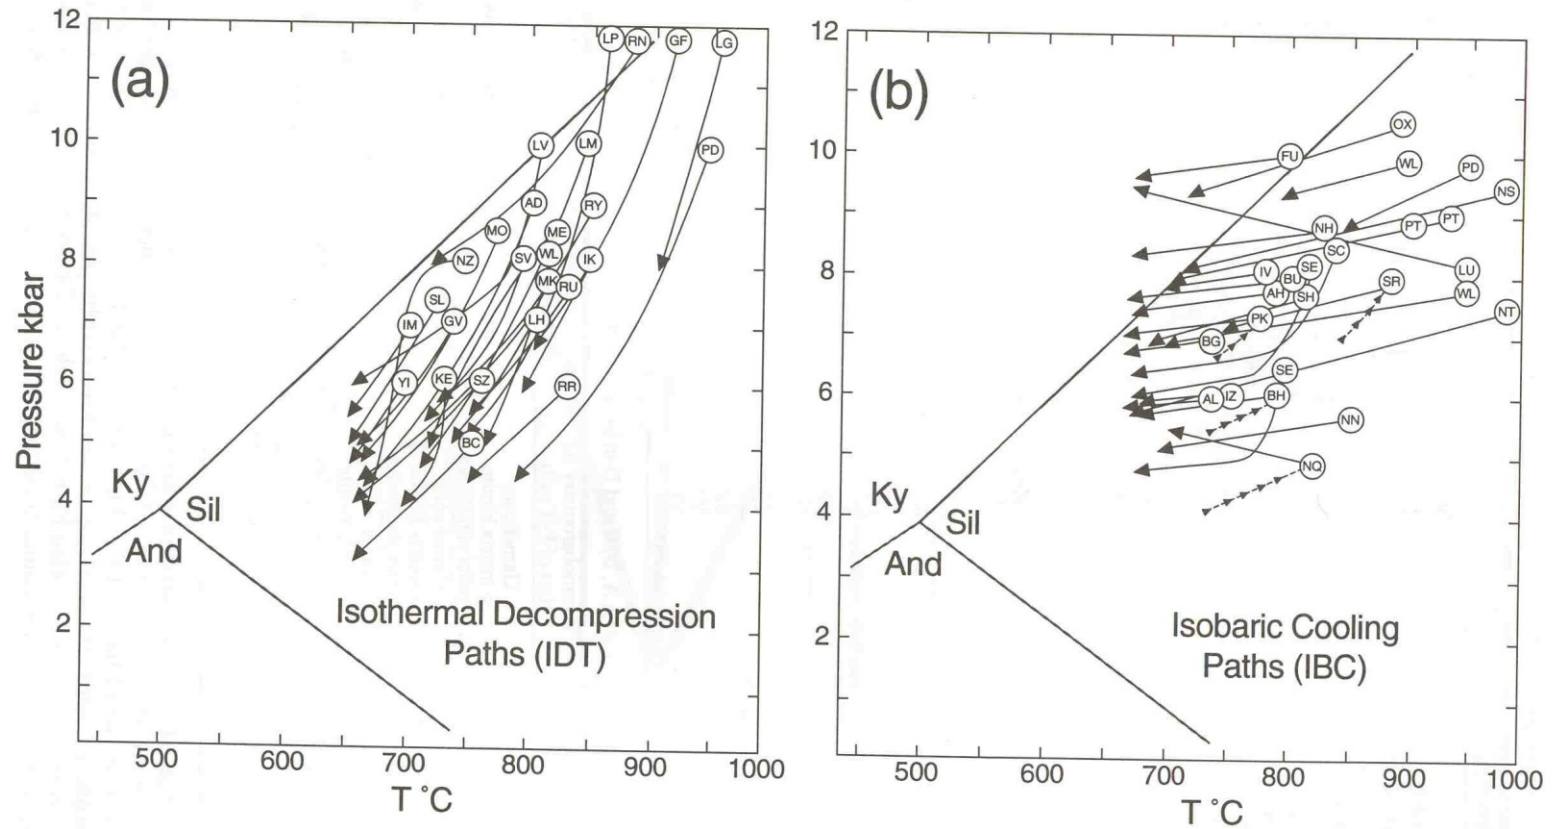 (a)
12
10
8
6
4
2
Pressure kbar
LP
RN
GF
LG
LV
LM
PD
AD
RY
MO
ME
NZ
SV
WL
IK
MK
RU
SL
IM
GV
LH
YI
KE
SZ
RR
BC
Ky
Sil
And
Isothermal Decompression
Paths (IDT)
500 600 700 800 900 1000
T °C
(b)
12
10
8
6
4
2
OX
FU
WL
PD
NS
NH
PT
PT
SC
IV
BU
SE
LU
AH
SH
SR
WL
NT
PK
BG
SE
AL
IZ
BH
NN
NQ
Ky
Sil
And
Isobaric Cooling
Paths (IBC)
500 600 700 800 900 1000
T °C